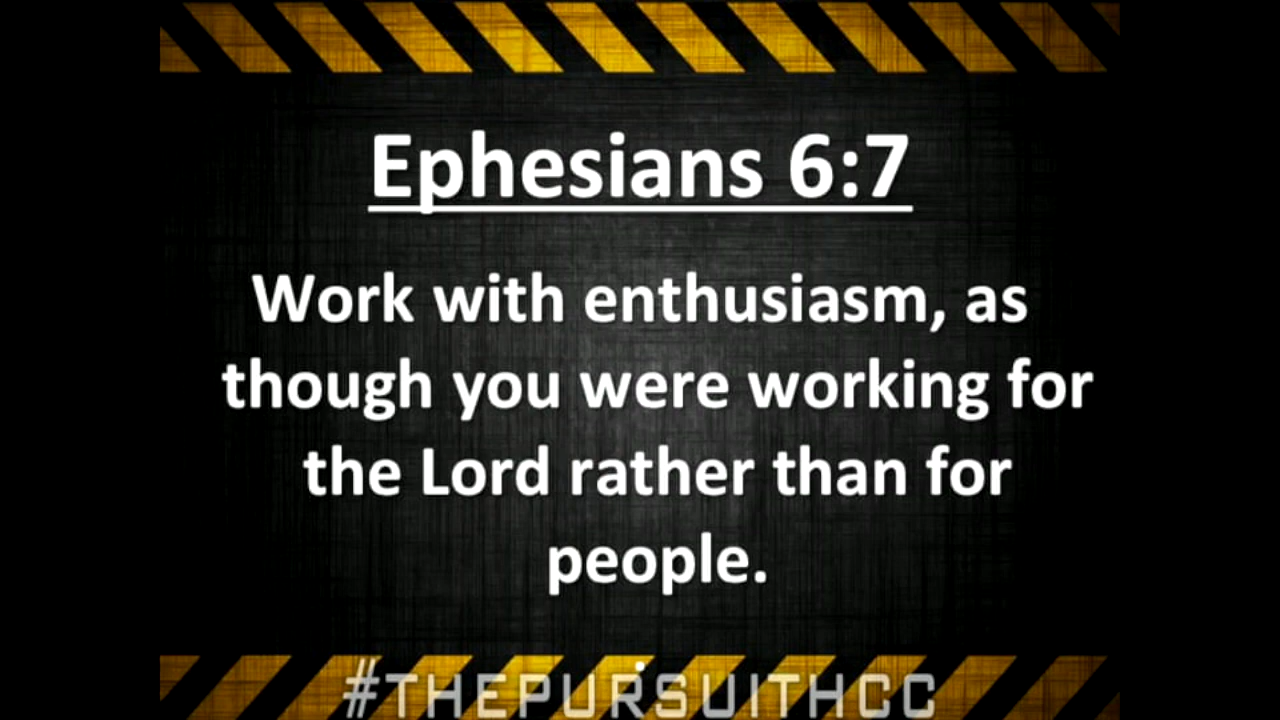 Ephesians 6:7
Work with enthusiasm, as
though you were working for
the Lord rather than for
people.
#THEPURSUITHCC